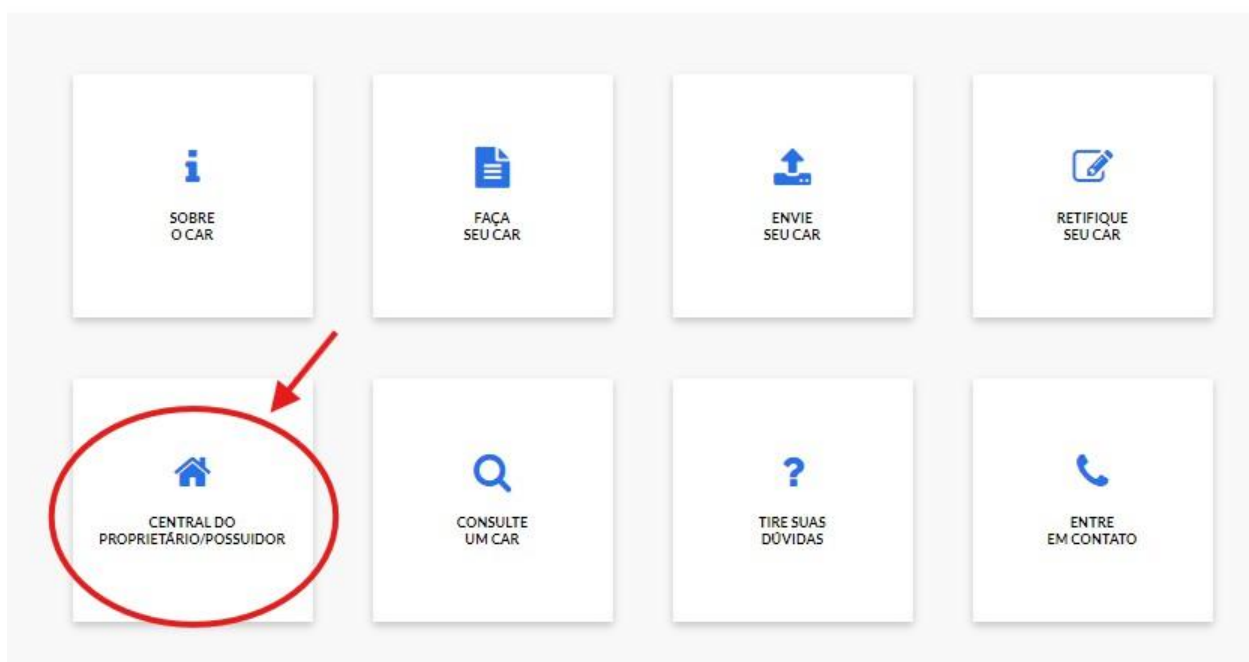 SOBRE
O CAR
FAÇA
SEU CAR
ENVIE
SEU CAR
RETIFIQUE
SEU CAR
CENTRAL DO
PROPRIETÁRIO/POSSUIDOR
CONSULTE
UM CAR
?
TIRE SUAS
DÚVIDAS
ENTRE
EM CONTATO